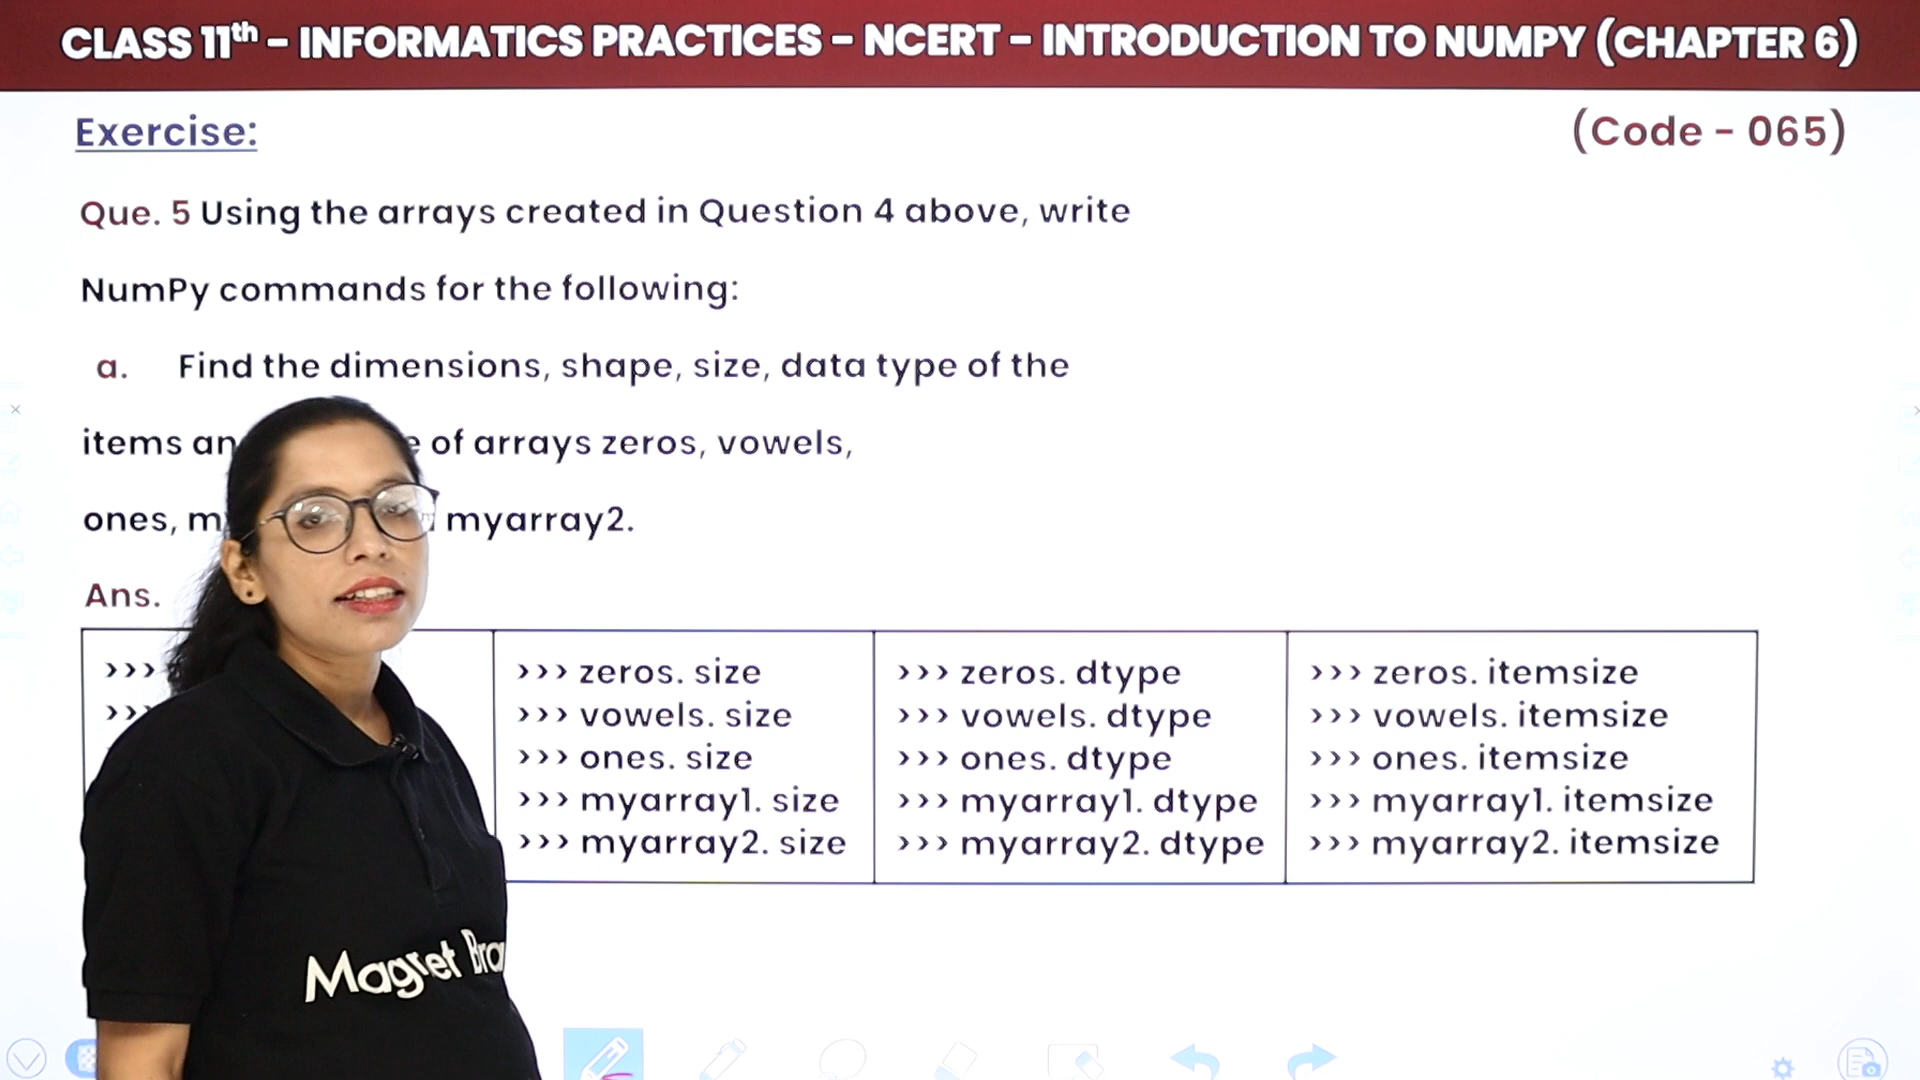 CLASS 11th – INFORMATICS PRACTICES – NCERT – INTRODUCTION TO NUMPY (CHAPTER 6)
Exercise:
(Code - 065)
Que. 5 Using the arrays created in Question 4 above, write
NumPy commands for the following:
a. Find the dimensions, shape, size, data type of the
items of arrays zeros, vowels,
ones, myarray2.
Ans.
>>>
>>> zeros. size
>>> vowels. size
>>> ones. size
>>> myarray1. size
>>> myarray2. size
>>> zeros. dtype
>>> vowels. dtype
>>> ones. dtype
>>> myarray1. dtype
>>> myarray2. dtype
>>> zeros. itemsize
>>> vowels. itemsize
>>> ones. itemsize
>>> myarray1. itemsize
>>> myarray2. itemsize
Magnet